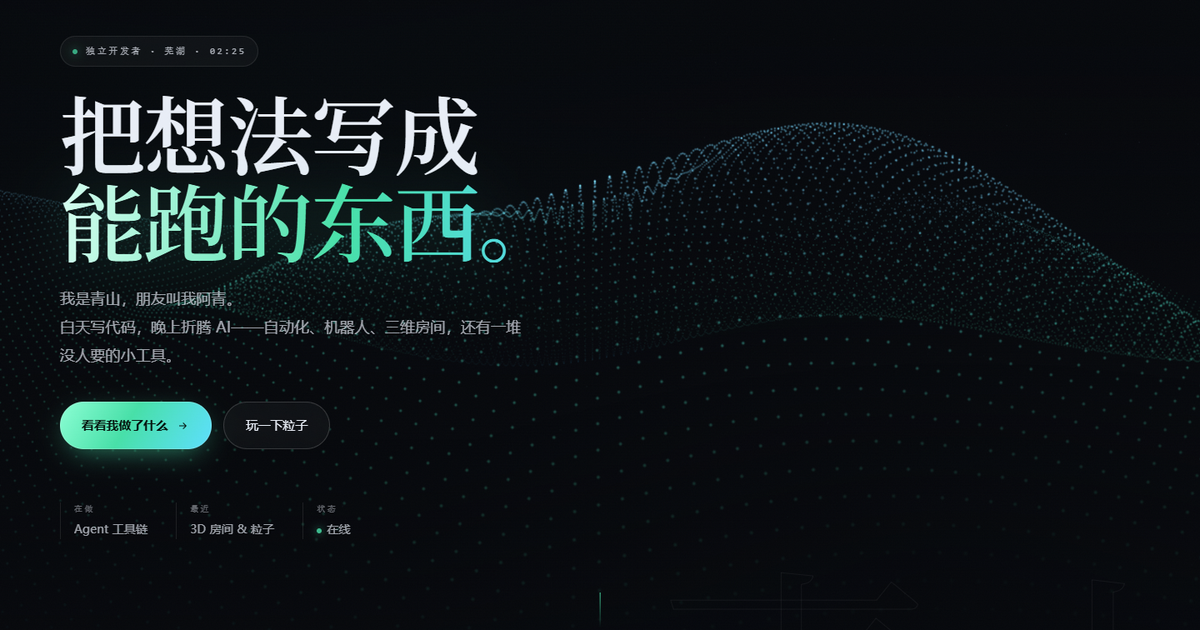 独立开发者 · 芜湖 · 02:25
把想法写成
能跑的东西。
我是青山，朋友叫我阿青。
白天写代码，晚上折腾 AI——自动化、机器人、三维房间，还有一堆
没人要的小工具。
看看我做了什么 →
玩一下粒子
在做
最近
状态
Agent 工具链
3D 房间 & 粒子
在线